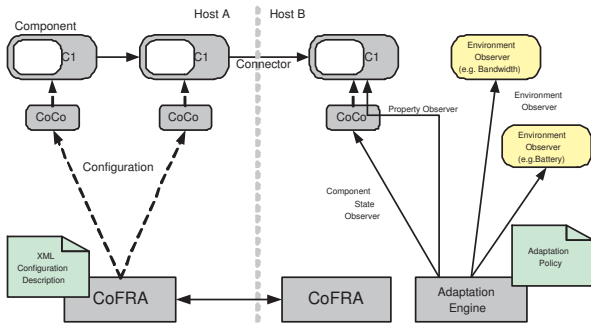 Component
Host A
Host B
C1
C1
C1
Connector
Environment
Observer
(e.g. Bandwidth)
CoCo
CoCo
CoCo
Property Observer
Environment
Observer
Environment
Observer
(e.g.Battery)
Configuration
Component
State
Observer
XML
Configuration
Description
Adaptation
Policy
CoFRA
CoFRA
Adaptation
Engine